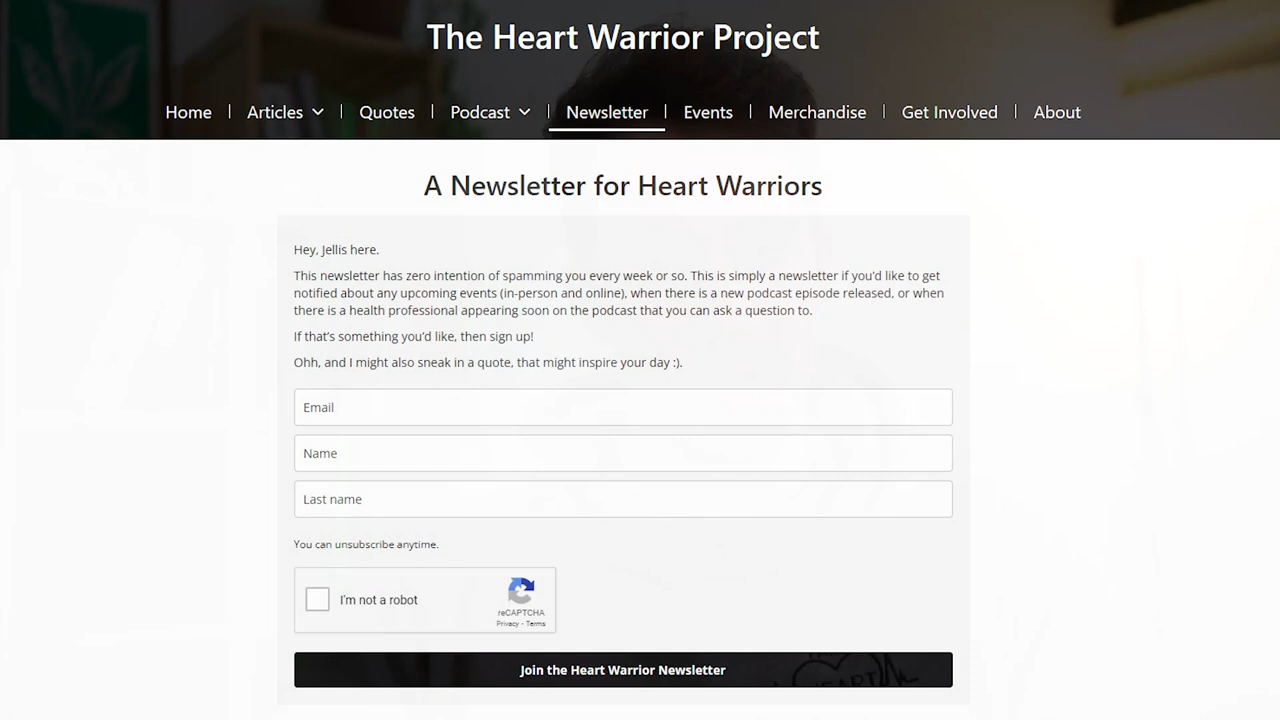 The Heart Warrior Project
Home Articles Quotes Podcast Newsletter Events Merchandise Get Involved About
A Newsletter for Heart Warriors
Hey, Jellis here.
This newsletter has zero intention of spamming you every week or so. This is simply a newsletter if you'd like to get
notified about any upcoming events (in-person and online), when there is a new podcast episode released, or when
there is a health professional appearing soon on the podcast that you can ask a question to.
If that's something you'd like, then sign up!
Ohh, and I might also sneak in a quote, that might inspire your day :).
Email
Name
Last name
You can unsubscribe anytime.
I'm not a robot
reCAPTCHA
Privacy - Terms
Join the Heart Warrior Newsletter
HEART